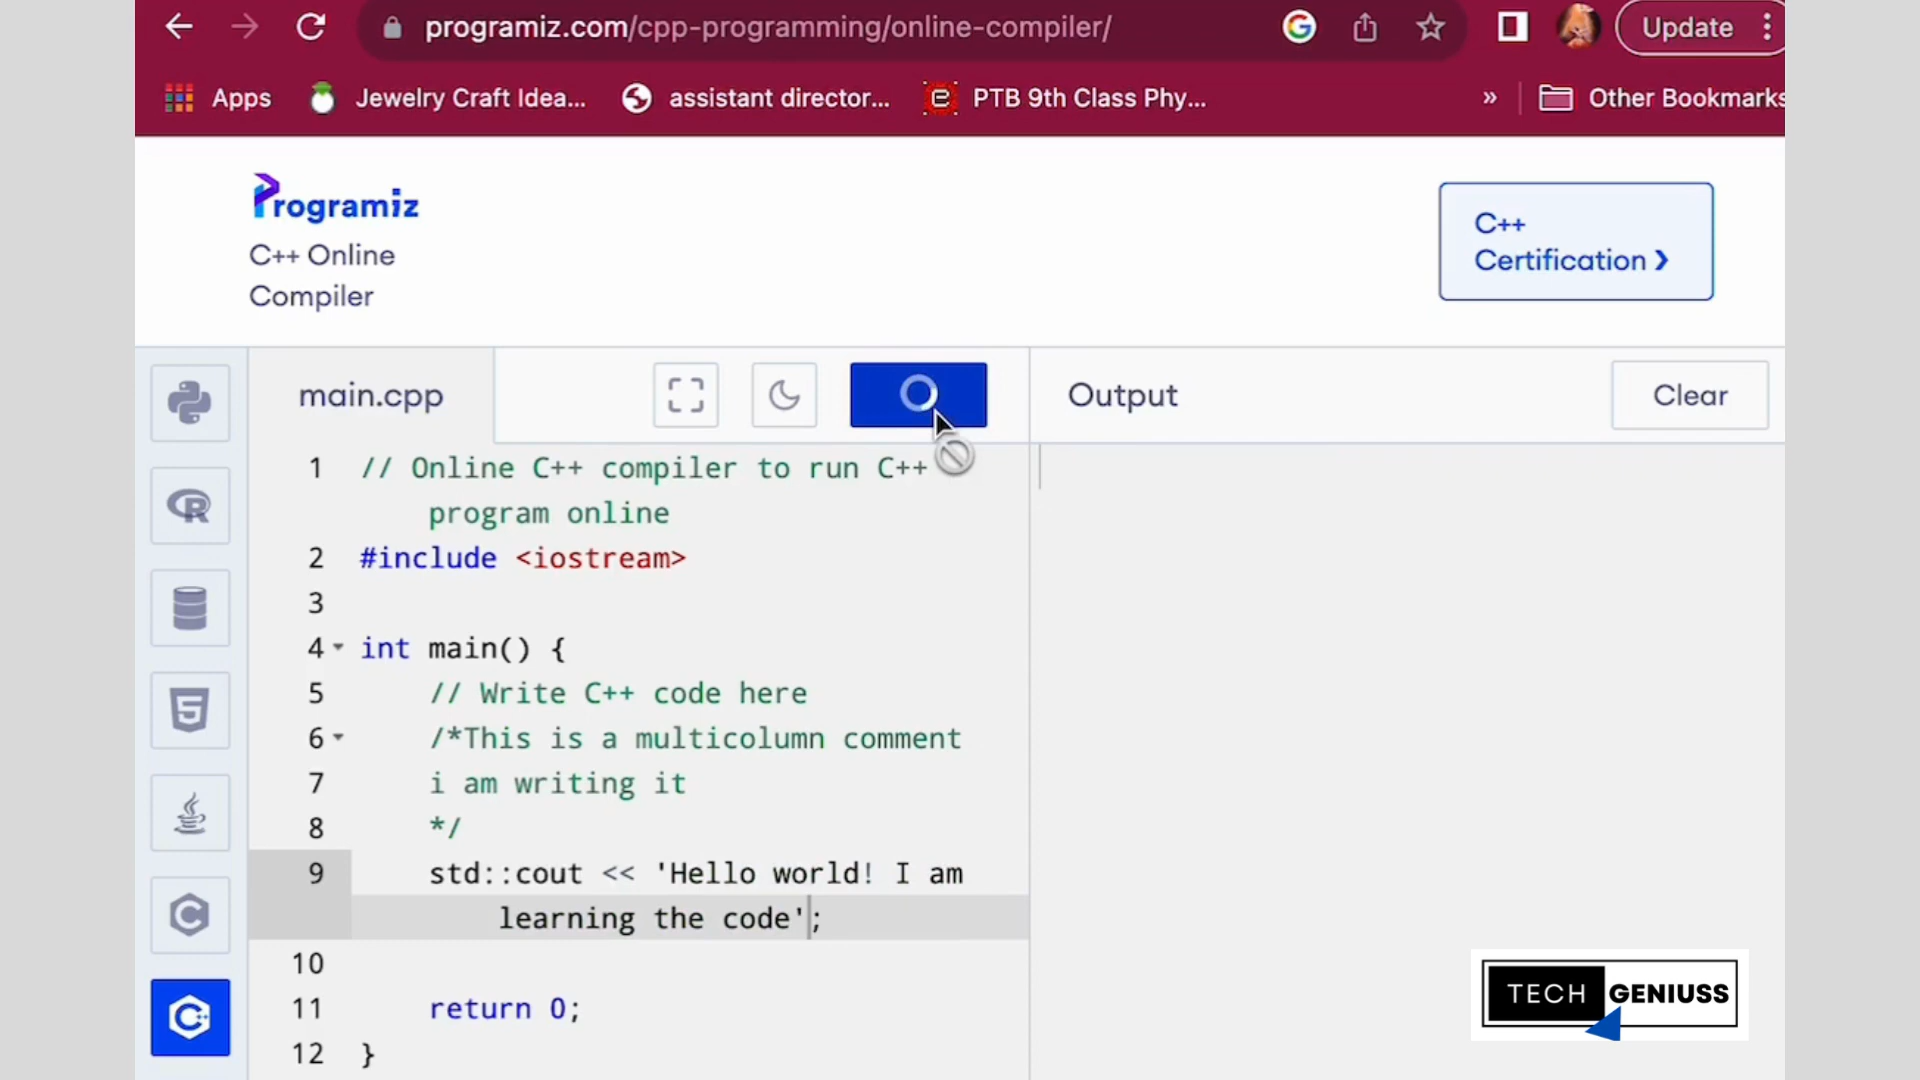 programiz.com/cpp-programming/online-compiler/
Update
Apps
Jewelry Craft Idea...
assistant director...
PTB 9th Class Phy...
»
Other Bookmarks
Programiz
C++ Online
Compiler
C++
Certification ❯
main.cpp
Output
Clear
1 // Online C++ compiler to run C++
program online
2 #include <iostream>
3
4 int main() {
5 // Write C++ code here
6 /*This is a multicolumn comment
7 i am writing it
8 */
9 std::cout << 'Hello world! I am
learning the code';
10
11 return 0;
12 }
TECH GENIUSS